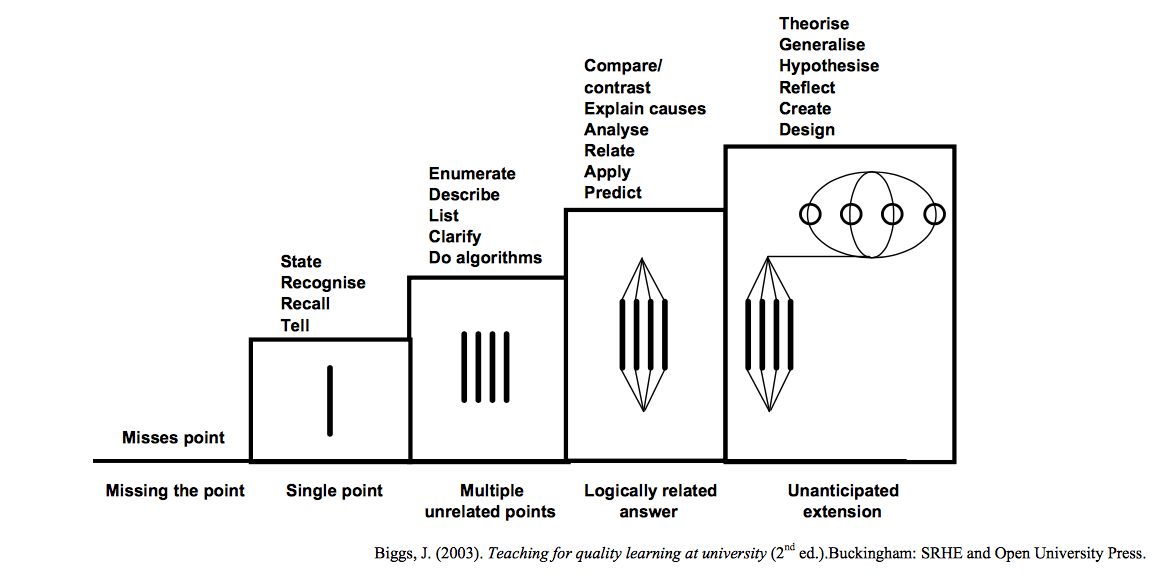 Theorise
Generalise
Hypothesise
Reflect
Create
Design
Compare/
contrast
Explain causes
Analyse
Relate
Apply
Predict
Enumerate
Describe
List
Clarify
Do algorithms
State
Recognise
Recall
Tell
Misses point
Missing the point
Single point
Multiple
unrelated points
Logically related
answer
Unanticipated
extension
Biggs, J. (2003). Teaching for quality learning at university (2nd ed.).Buckingham: SRHE and Open University Press.